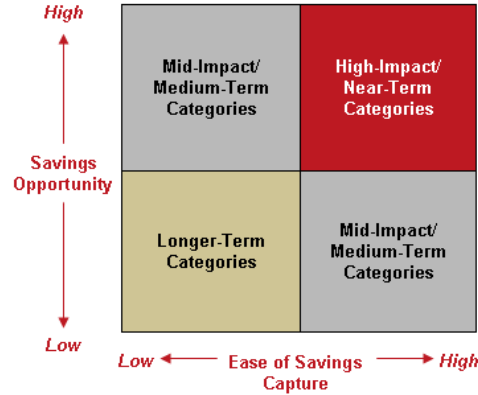 High
Mid-Impact/
Medium-Term
Categories
High-Impact/
Near-Term
Categories
Savings
Opportunity
Longer-Term
Categories
Mid-Impact/
Medium-Term
Categories
Low
Low
Ease of Savings
Capture
High